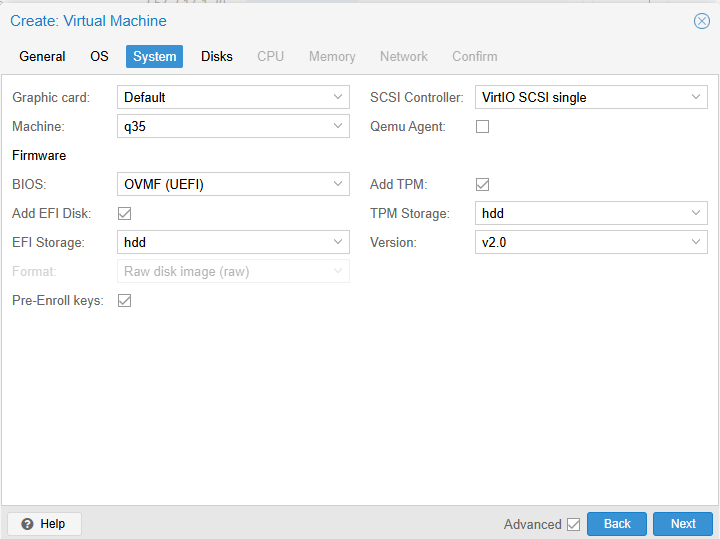 Create: Virtual Machine
General OS System Disks CPU Memory Network Confirm
Graphic card: Default SCSI Controller: VirtIO SCSI single
Machine: q35 Qemu Agent:
Firmware
BIOS: OVMF (UEFI) Add TPM:
Add EFI Disk: TPM Storage: hdd
EFI Storage: hdd Version: v2.0
Format: Raw disk image (raw)
Pre-Enroll keys:
Help Advanced Back Next